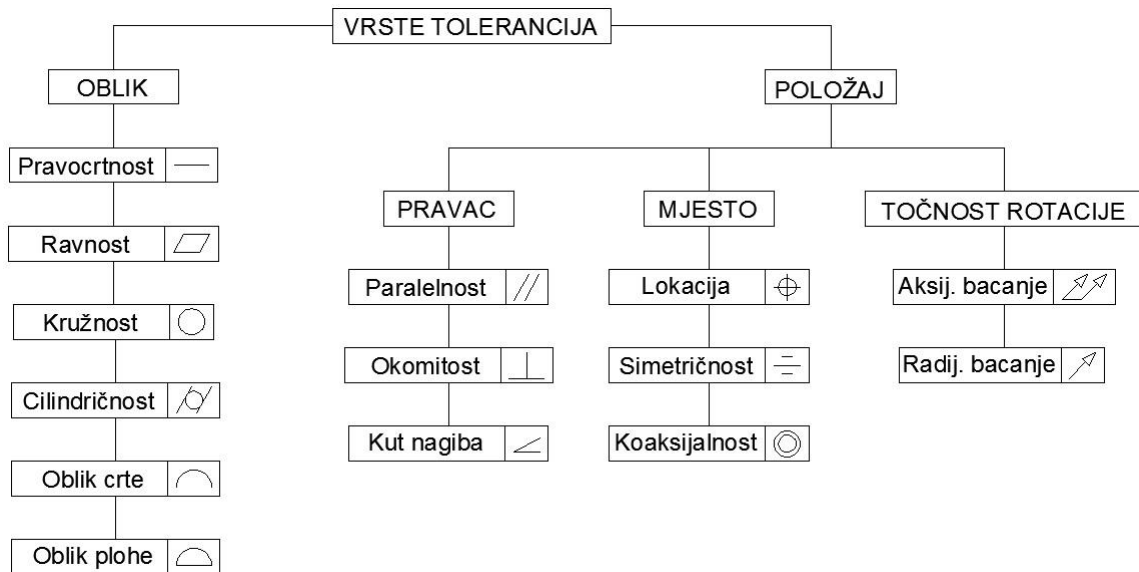 VRSTE TOLERANCIJA
OBLIK
Pravocrtnost
Ravnost
Kružnost
Cilindričnost
Oblik crte
Oblik plohe
POLOŽAJ
PRAVAC
Paralelnost
Okomitost
Kut nagiba
MJESTO
Lokacija
Simetričnost
Koaksijalnost
TOČNOST ROTACIJE
Aksij. bacanje
Radij. bacanje